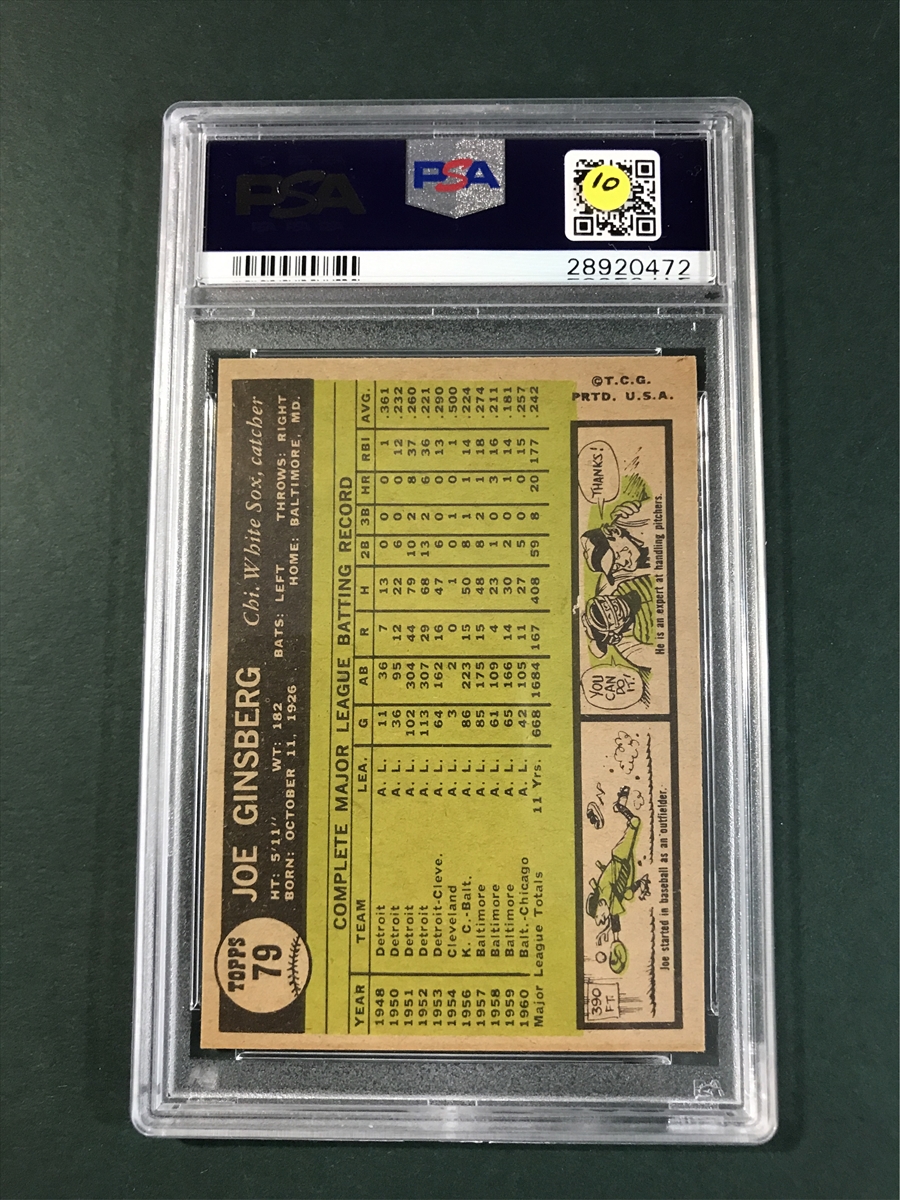 PSA
PSA
10
28920472
TOPPS
79
JOE GINSBERG Chi. White Sox, catcher
HT: 5'11" WT: 182 BATS: LEFT THROWS: RIGHT
BORN: OCTOBER 11, 1926 HOME: BALTIMORE, MD.
COMPLETE MAJOR LEAGUE BATTING RECORD
YEAR TEAM LEA. G AB R H 2B 3B HR RBI AVG.
1948 Detroit A. L. 11 36 7 13 0 0 0 1 .361
1950 Detroit A. L. 36 95 12 22 6 0 0 12 .232
1951 Detroit A. L. 102 304 44 79 10 2 8 37 .260
1952 Detroit A. L. 113 307 29 68 13 2 6 36 .221
1953 Detroit-Cleve. A. L. 64 162 16 47 6 0 0 13 .290
1954 Cleveland A. L. 3 2 0 1 0 1 0 1 .500
1956 K. C.-Balt. A. L. 86 223 15 50 8 1 1 14 .224
1957 Baltimore A. L. 85 175 15 48 8 2 1 18 .274
1958 Baltimore A. L. 61 109 4 23 1 0 3 16 .211
1959 Baltimore A. L. 65 166 14 30 2 0 1 14 .181
1960 Balt.-Chicago A. L. 42 105 11 27 5 0 0 15 .257
Major League Totals 11 Yrs. 668 1684 167 408 59 8 20 177 .242
390
FT.
Joe started in baseball as an outfielder.
YOU
CAN DO
IT!
THANKS!
He is an expert at handling pitchers.
©T.C.G.
PRTD. U.S.A.